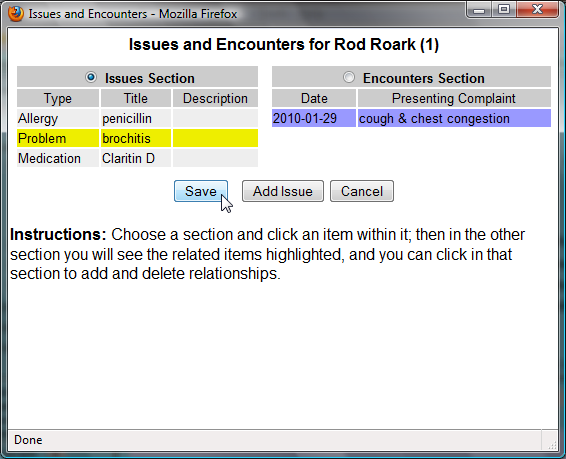 Issues and Encounters - Mozilla Firefox
Issues and Encounters for Rod Roark (1)
Issues Section
Encounters Section
Type Title Description
Date Presenting Complaint
Allergy penicillin
2010-01-29 cough & chest congestion
Problem brochitis
Medication Claritin D
Save Add Issue Cancel
Instructions: Choose a section and click an item within it; then in the other
section you will see the related items highlighted, and you can click in that
section to add and delete relationships.
Done